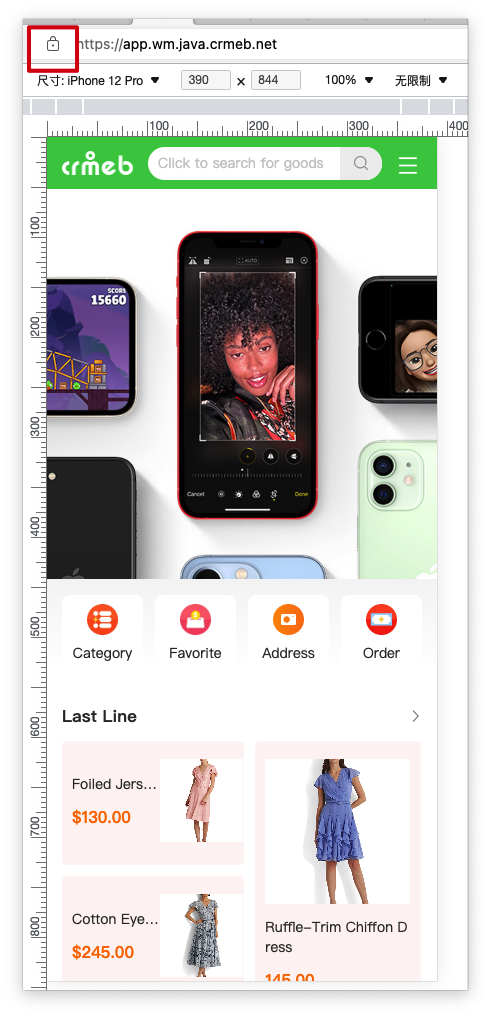 https://app.wm.java.crmeb.net
尺寸: iPhone 12 Pro ▼ 390 × 844 100% ▼ 无限制 ▼
100 200 300 400
crmeb Click to search for goods
100
200
300
400
500
600
700
800
SCORE
15660
AUTO
Cancel Done
Category Favorite Address Order
Last Line
Foiled Jers...
$130.00
Cotton Eye...
$245.00
Ruffle-Trim Chiffon D
ress
145.00